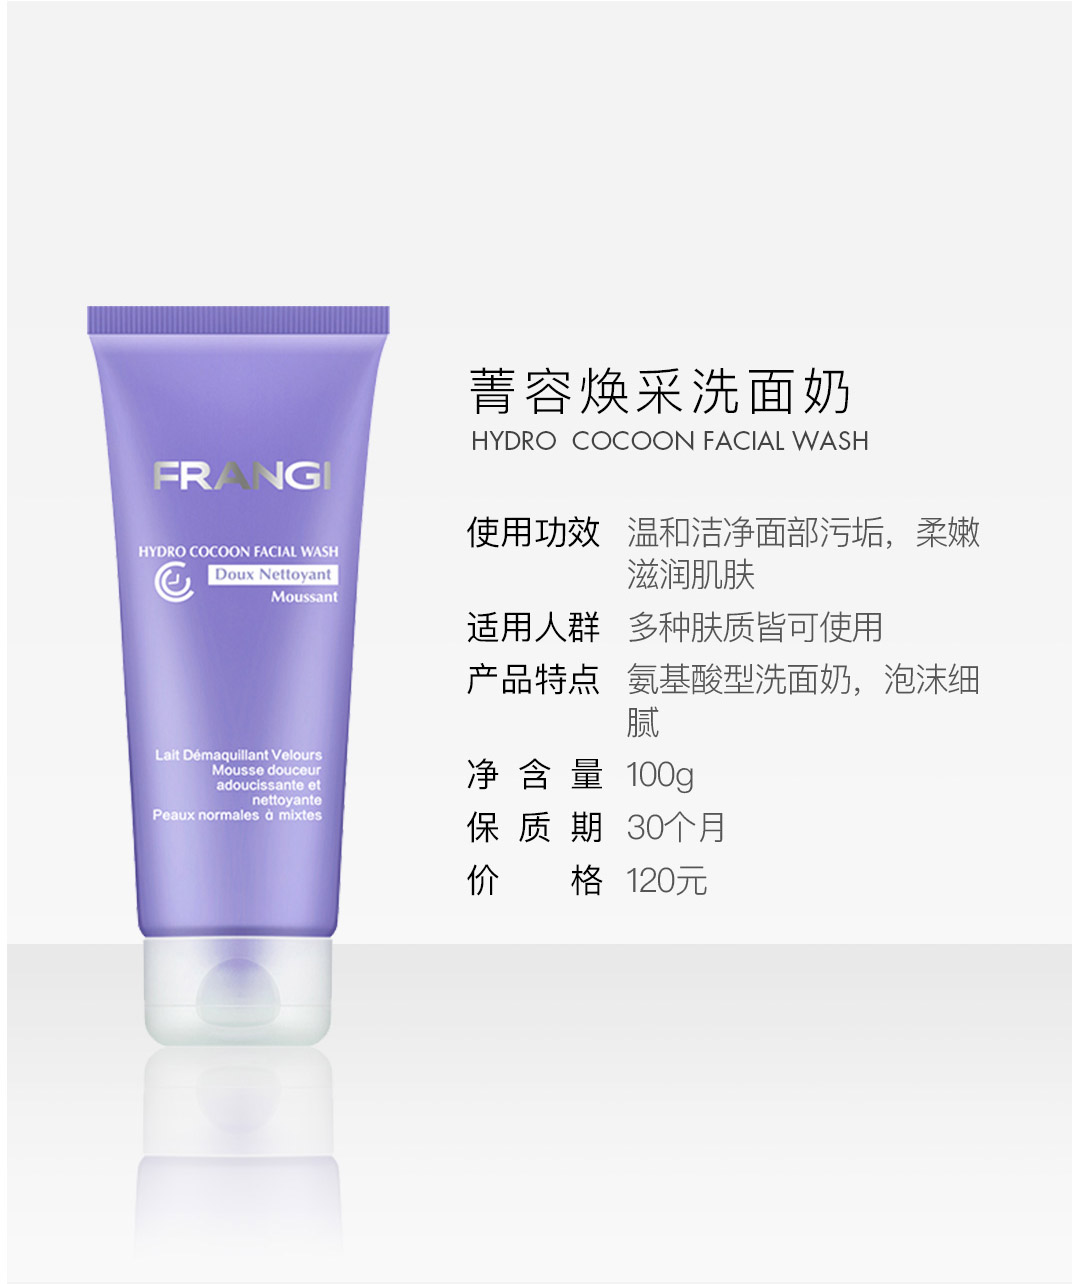 FRANGI
HYDRO COCOON FACIAL WASH
Doux Nettoyant
Moussant
Lait Démaquillant Velours
Mousse douceur
adoucissante et
nettoyante
Peaux normales à mixtes
菁容焕采洗面奶
HYDRO COCOON FACIAL WASH
使用功效 温和洁净面部污垢，柔嫩
滋润肌肤
适用人群 多种肤质皆可使用
产品特点 氨基酸型洗面奶，泡沫细
腻
净含量 100g
保质期 30个月
价格 120元